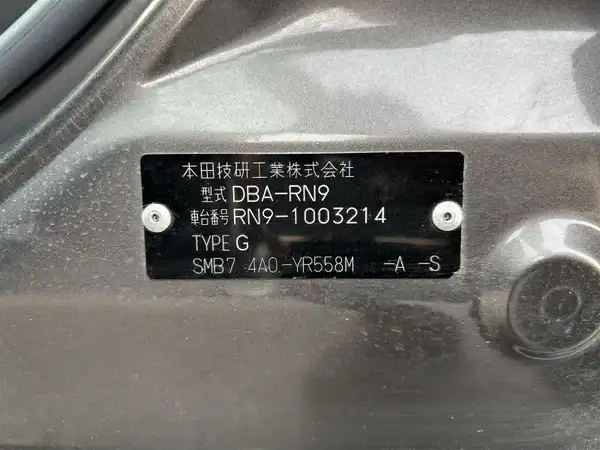 本田技研工業株式会社
型式 DBA-RN9
車台番号 RN9-1003214
TYPE G
SMB7 4A0-YR558M -A -S